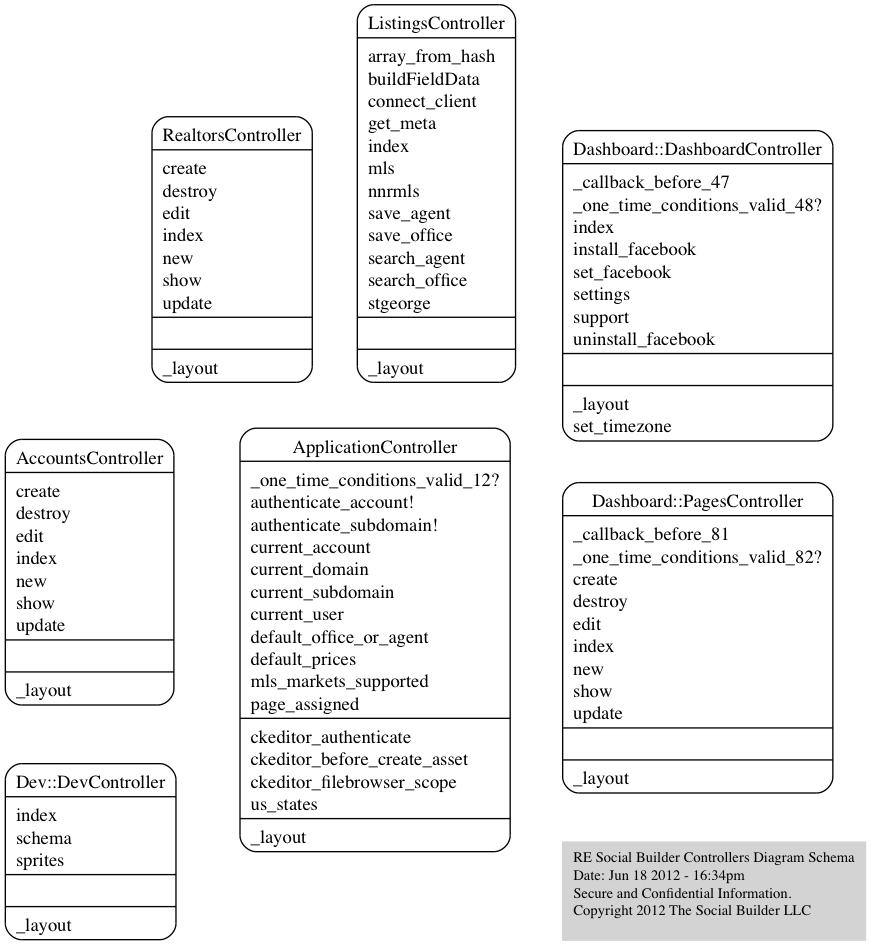 ListingsController
array_from_hash
buildFieldData
connect_client
get_meta
index
mls
nnrmls
save_agent
save_office
search_agent
search_office
stgeorge
_layout
RealtorsController
create
destroy
edit
index
new
show
update
_layout
Dashboard::DashboardController
_callback_before_47
_one_time_conditions_valid_48?
index
install_facebook
set_facebook
settings
support
uninstall_facebook
_layout
set_timezone
AccountsController
create
destroy
edit
index
new
show
update
_layout
ApplicationController
_one_time_conditions_valid_12?
authenticate_account!
authenticate_subdomain!
current_account
current_domain
current_subdomain
current_user
default_office_or_agent
default_prices
mls_markets_supported
page_assigned
ckeditor_authenticate
ckeditor_before_create_asset
ckeditor_filebrowser_scope
us_states
_layout
Dashboard::PagesController
_callback_before_81
_one_time_conditions_valid_82?
create
destroy
edit
index
new
show
update
_layout
Dev::DevController
index
schema
sprites
_layout
RE Social Builder Controllers Diagram Schema
Date: Jun 18 2012 - 16:34pm
Secure and Confidential Information.
Copyright 2012 The Social Builder LLC